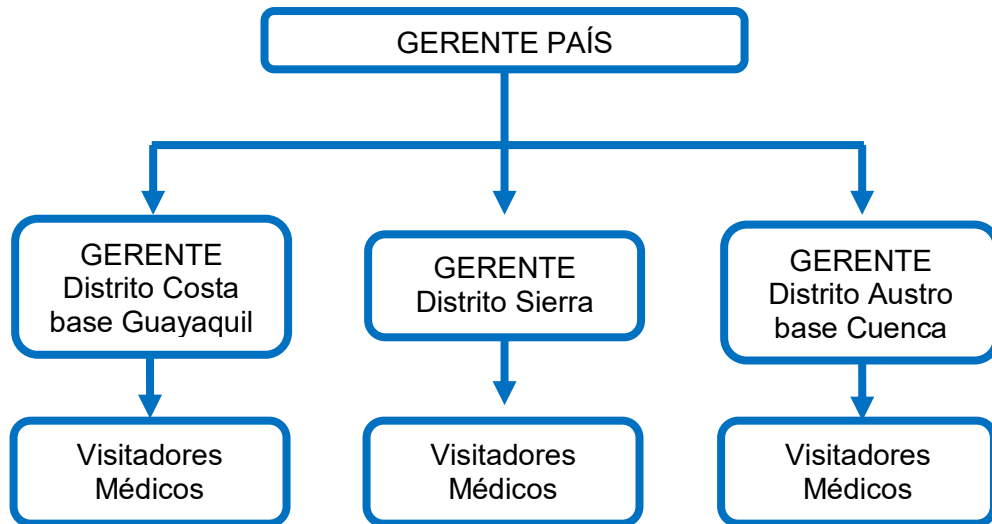 GERENTE PAÍS
GERENTE
Distrito Costa
base Guayaquil
GERENTE
Distrito Sierra
GERENTE
Distrito Austro
base Cuenca
Visitadores
Médicos
Visitadores
Médicos
Visitadores
Médicos